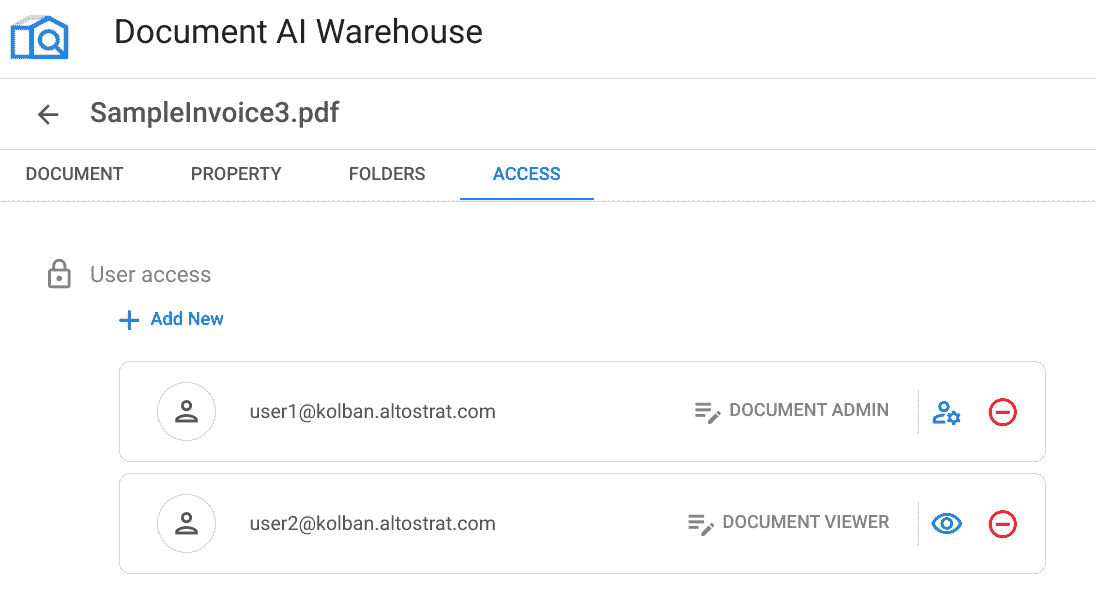 Document AI Warehouse
SampleInvoice3.pdf
DOCUMENT PROPERTY FOLDERS ACCESS
User access
Add New
user1@kolban.altostrat.com DOCUMENT ADMIN
user2@kolban.altostrat.com DOCUMENT VIEWER